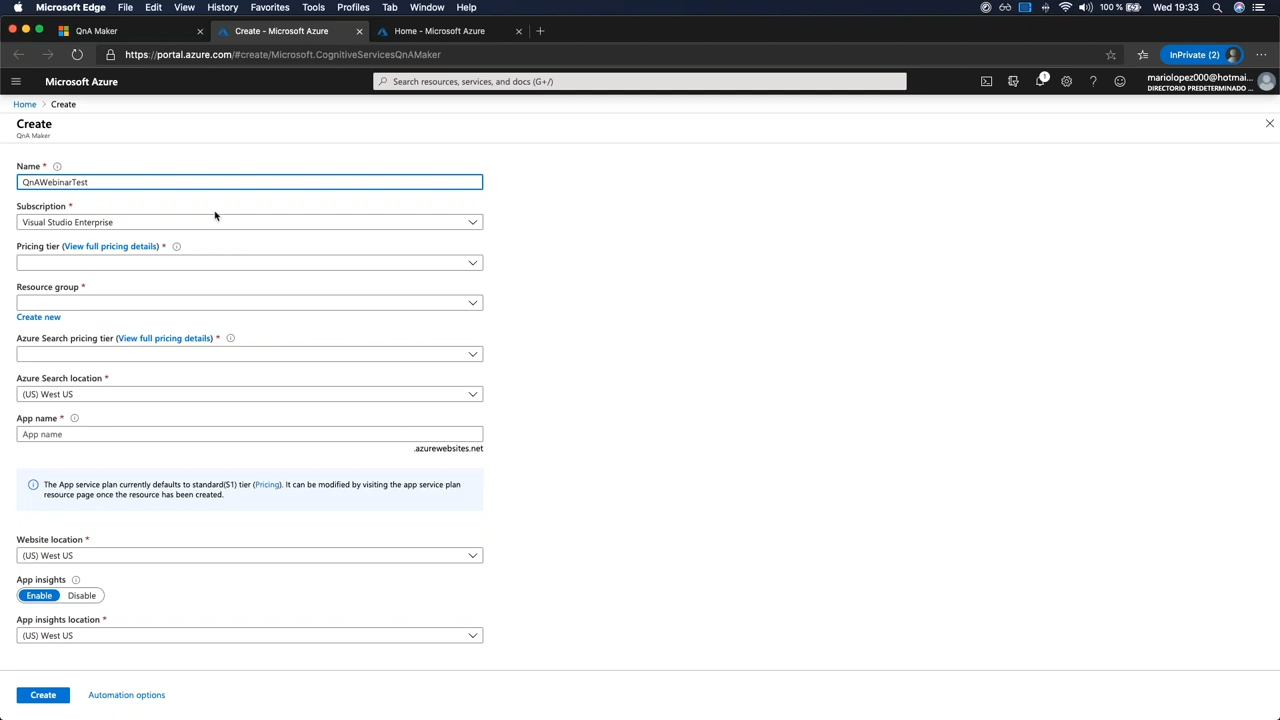 Microsoft Edge File Edit View History Favorites Tools Profiles Tab Window Help 100 % Wed 19:33
QnA Maker Create - Microsoft Azure Home - Microsoft Azure
https://portal.azure.com/#create/Microsoft.CognitiveServicesQnAMaker InPrivate (2)
Microsoft Azure Search resources, services, and docs (G+/) 1 mariolopez000@hotmai...
DIRECTORIO PREDETERMINADO ...
Home > Create
Create
QnA Maker
Name *
QnAWebinarTest
Subscription *
Visual Studio Enterprise
Pricing tier (View full pricing details) *
Resource group *
Create new
Azure Search pricing tier (View full pricing details) *
Azure Search location *
(US) West US
App name *
App name
.azurewebsites.net
The App service plan currently defaults to standard(S1) tier (Pricing). It can be modified by visiting the app service plan
resource page once the resource has been created.
Website location *
(US) West US
App insights
Enable Disable
App insights location *
(US) West US
Create Automation options